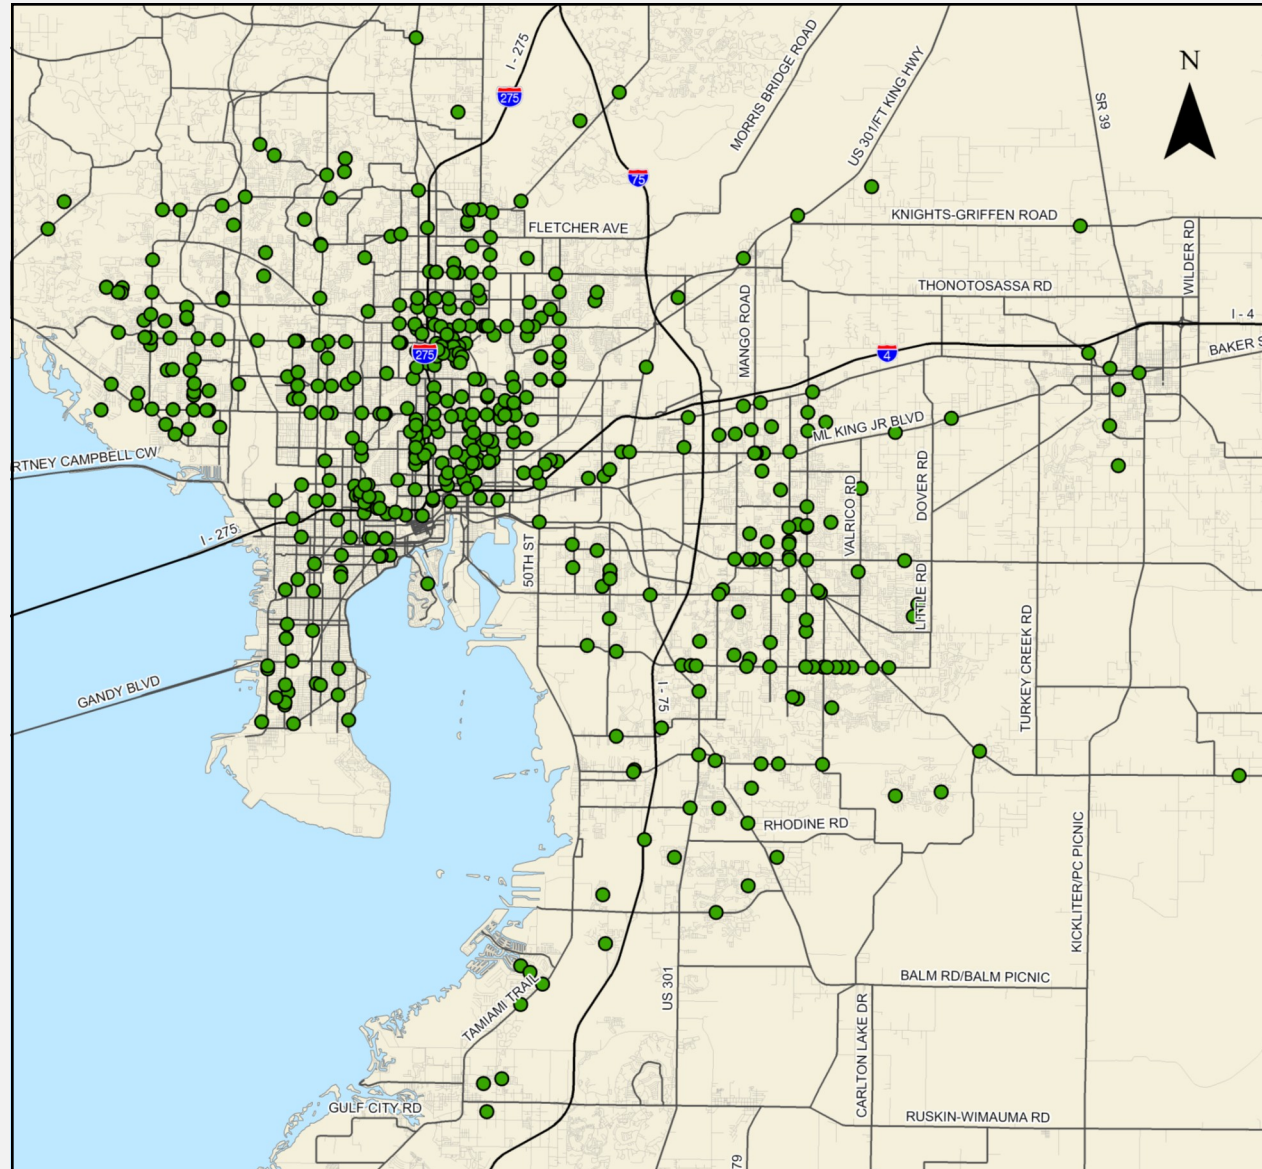 I - 275
275
MORRIS BRIDGE ROAD
US 301/FT KING HWY
SR 39
N
75
FLETCHER AVE
KNIGHTS-GRIFFEN ROAD
WILDER RD
THONOTOSASSA RD
MANGO ROAD
I - 4
BAKER S
275
4
ML KING JR BLVD
RTNEY CAMPBELL CW
DOVER RD
VALRICO RD
I - 275
50TH ST
LITTLE RD
TURKEY CREEK RD
GANDY BLVD
I - 75
RHODINE RD
KICKLITER/PC PICNIC
US 301
BALM RD/BALM PICNIC
TAMIAMI TRAIL
CARLTON LAKE DR
GULF CITY RD
RUSKIN-WIMAUMA RD
79